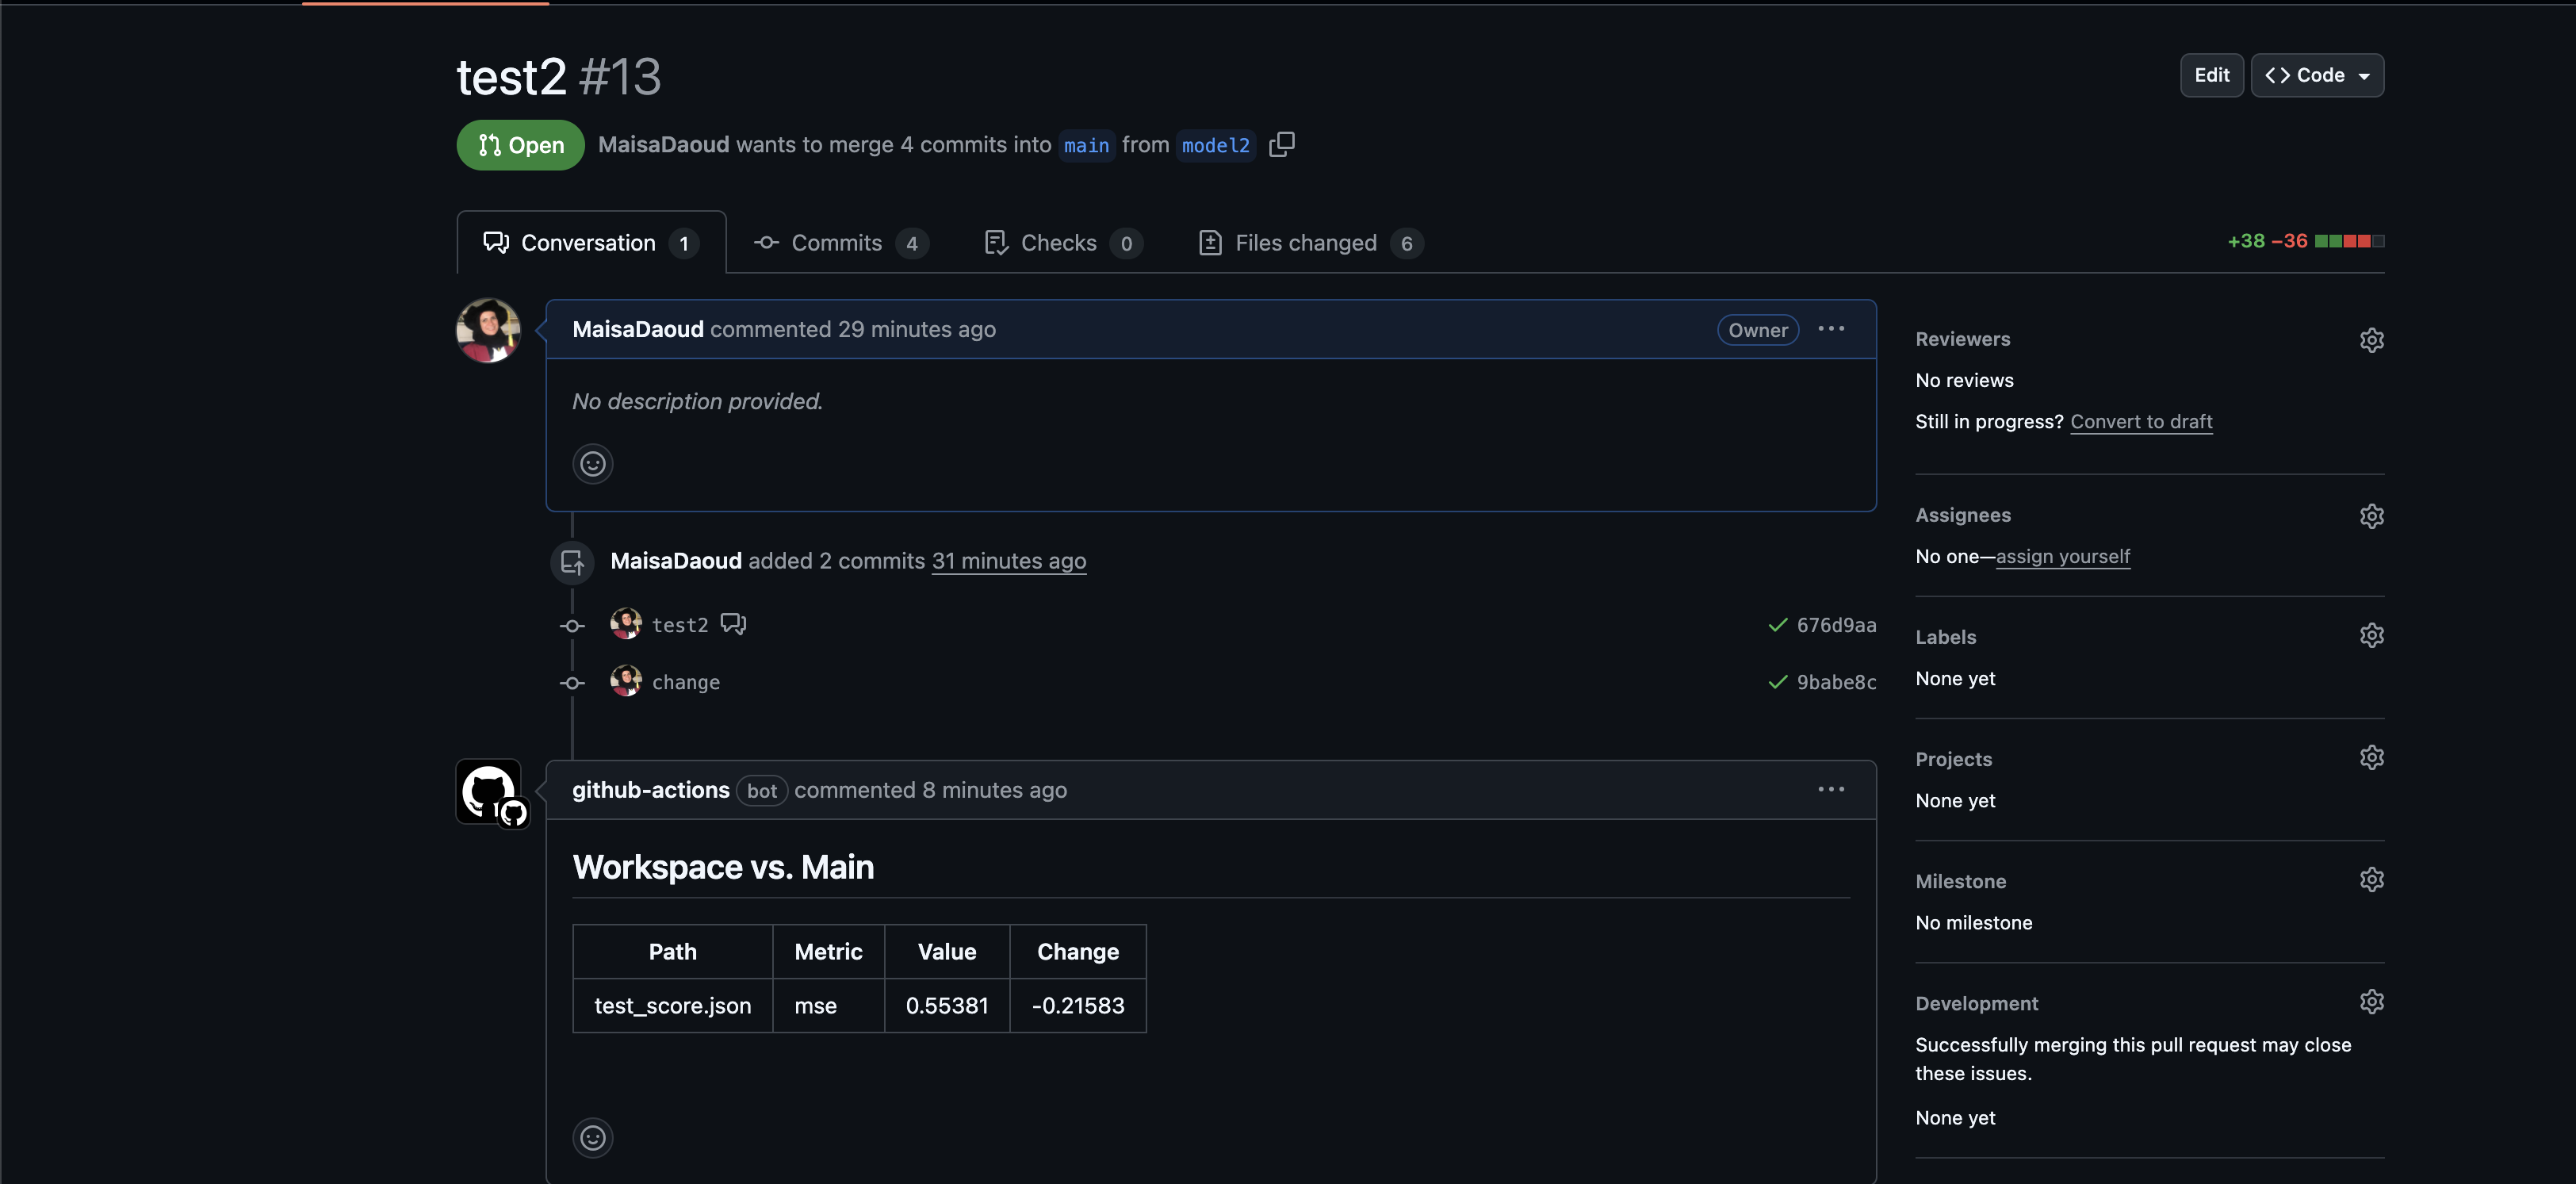 test2 #13
Edit
Code
Open
MaisaDaoud wants to merge 4 commits into main from model2
Conversation 1
Commits 4
Checks 0
Files changed 6
+38 −36
MaisaDaoud commented 29 minutes ago
Owner
No description provided.
MaisaDaoud added 2 commits 31 minutes ago
test2
676d9aa
change
9babe8c
github-actions bot commented 8 minutes ago
Workspace vs. Main
Path Metric Value Change
test_score.json mse 0.55381 -0.21583
Reviewers
No reviews
Still in progress? Convert to draft
Assignees
No one—assign yourself
Labels
None yet
Projects
None yet
Milestone
No milestone
Development
Successfully merging this pull request may close
these issues.
None yet